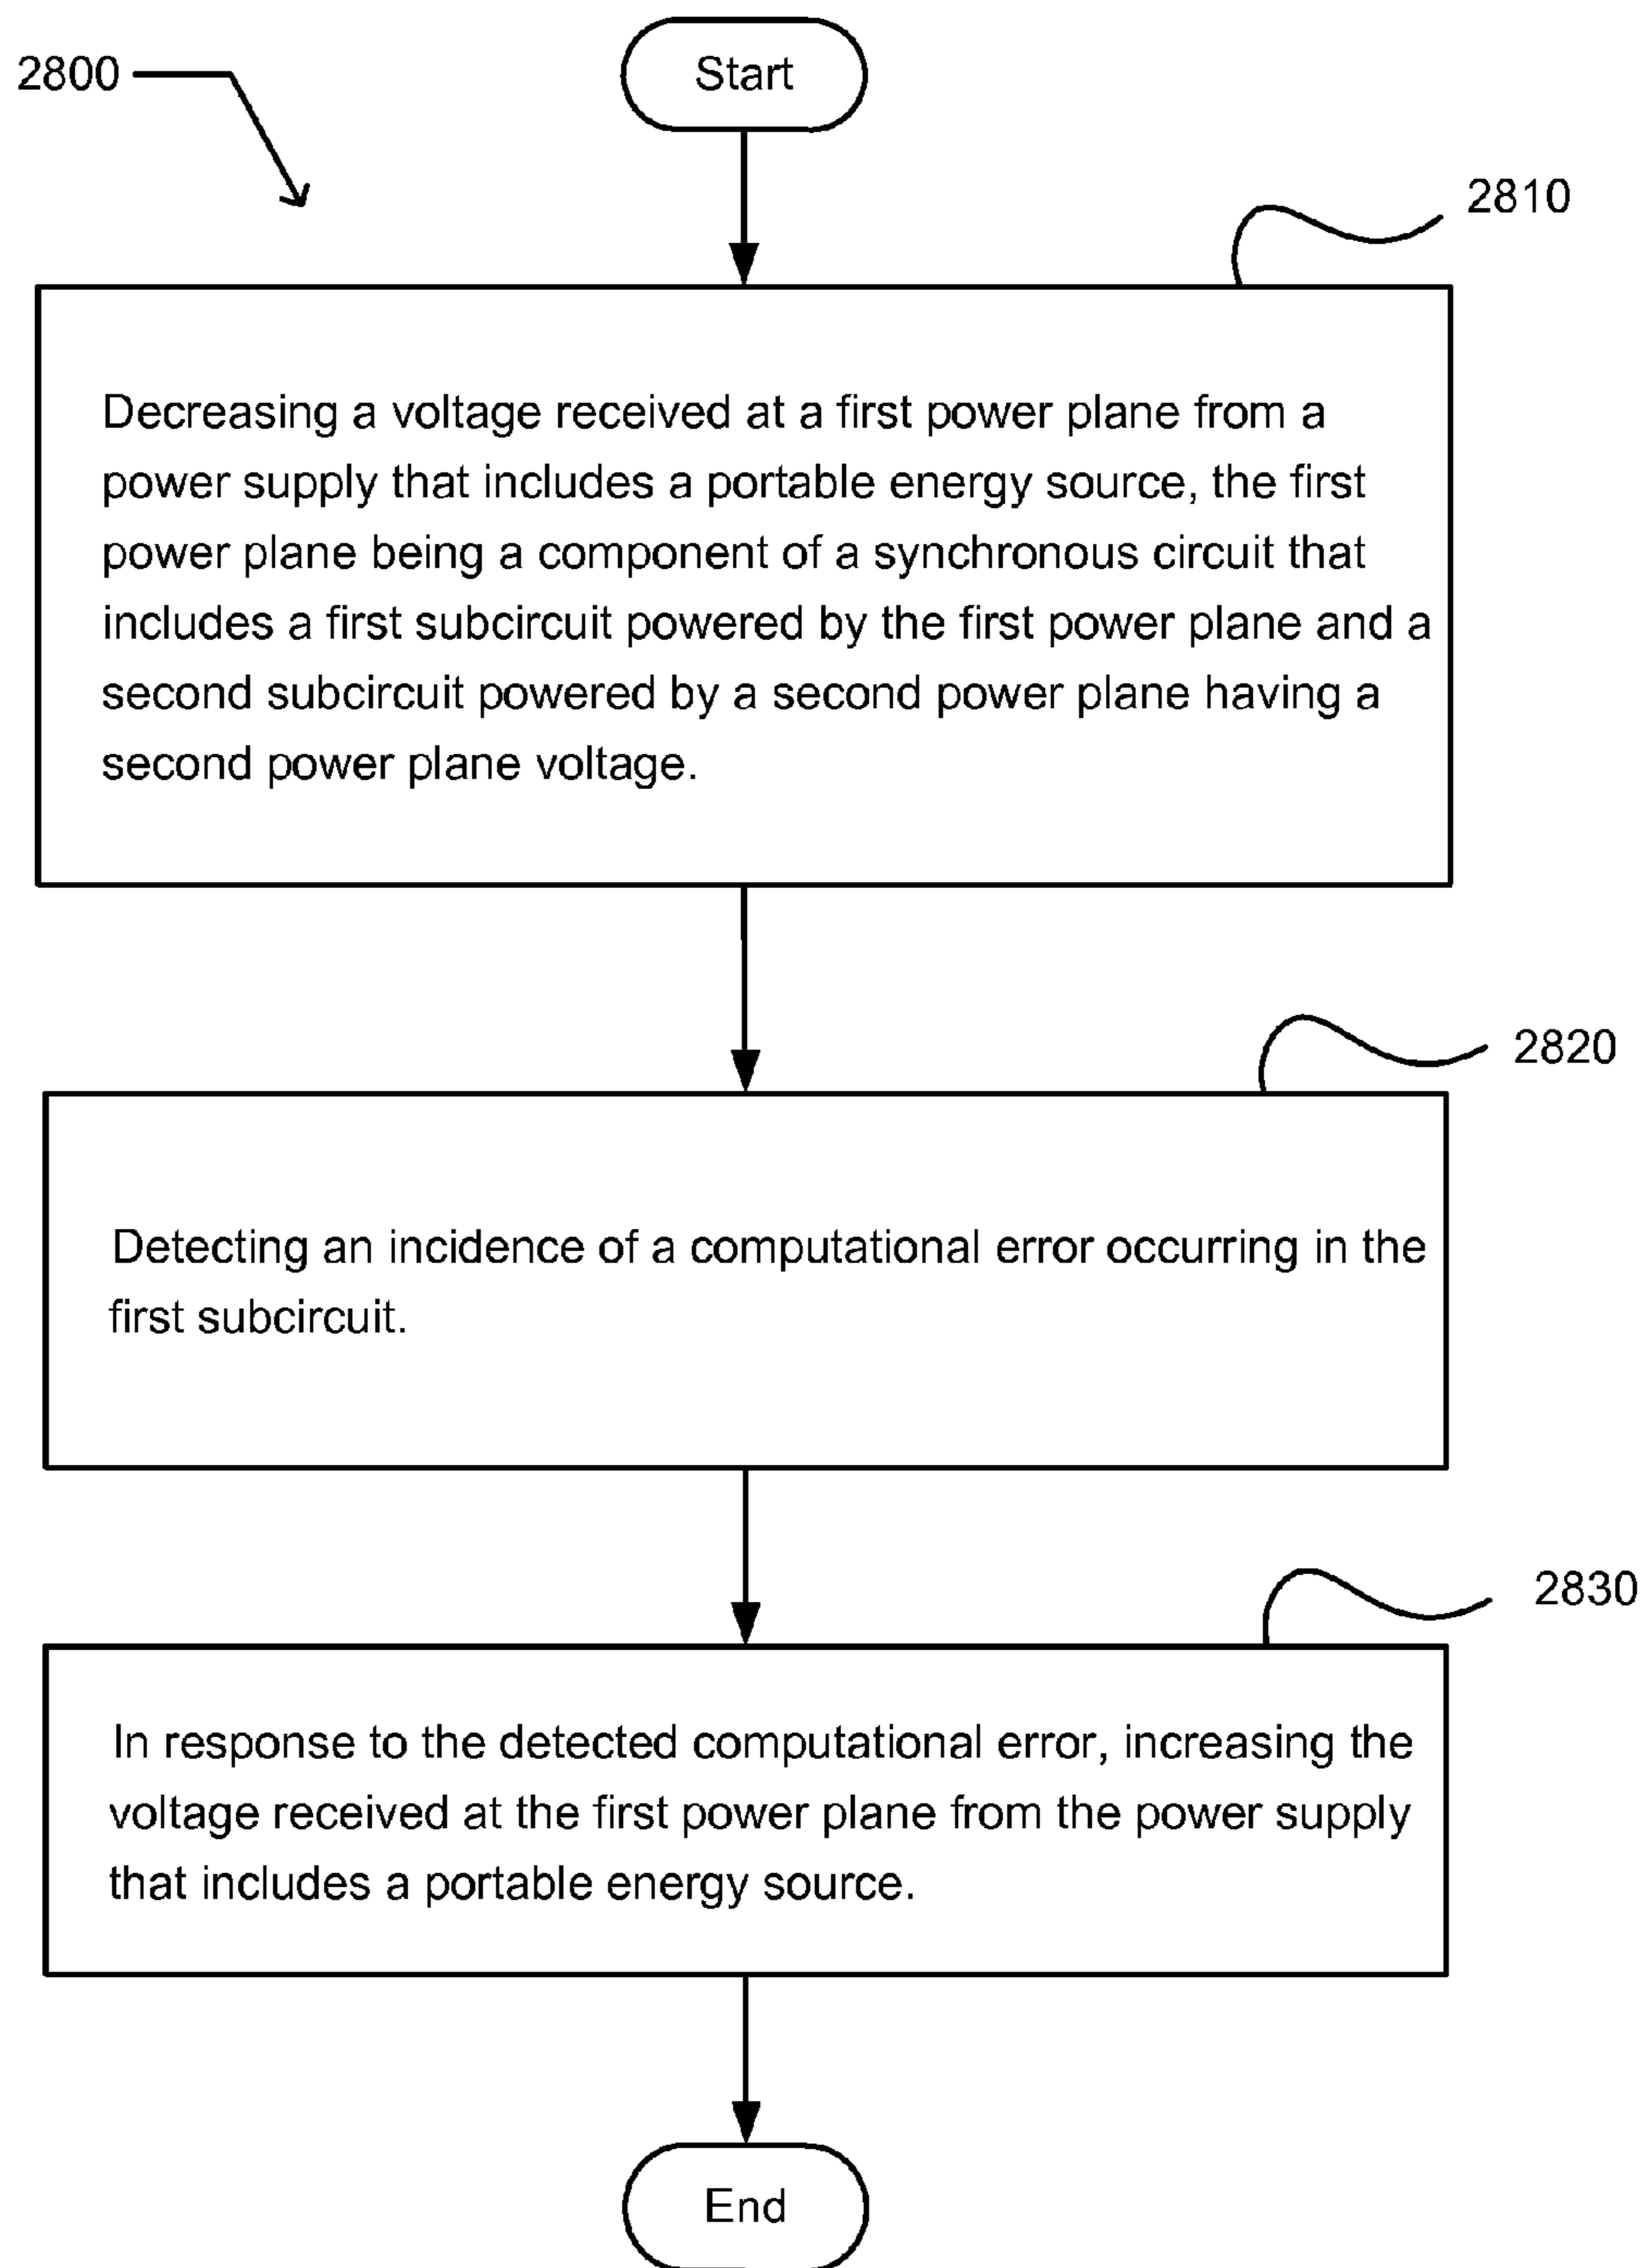 2800
Start
2810
Decreasing a voltage received at a first power plane from a
power supply that includes a portable energy source, the first
power plane being a component of a synchronous circuit that
includes a first subcircuit powered by the first power plane and a
second subcircuit powered by a second power plane having a
second power plane voltage.
2820
Detecting an incidence of a computational error occurring in the
first subcircuit.
2830
In response to the detected computational error, increasing the
voltage received at the first power plane from the power supply
that includes a portable energy source.
End